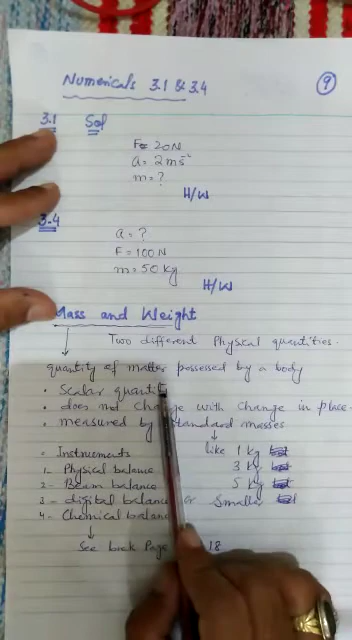 Numericals 3.1 & 3.4
9
3.1 Sol
F= 20N
a = 2ms⁻²
m = ?
H/W
3.4
a = ?
F = 100N
m = 50 kg
H/W
Mass and Weight
Two different Physical quantities.
quantity of matter possessed by a body
• Scalar quantity
• does not change with change in place
• measured by standard masses
Instruments like 1 kg
1- Physical balance 3 kg
2- Beam balance 5 kg
3- digital balance or Smaller
4- Chemical balance
See book Page 18